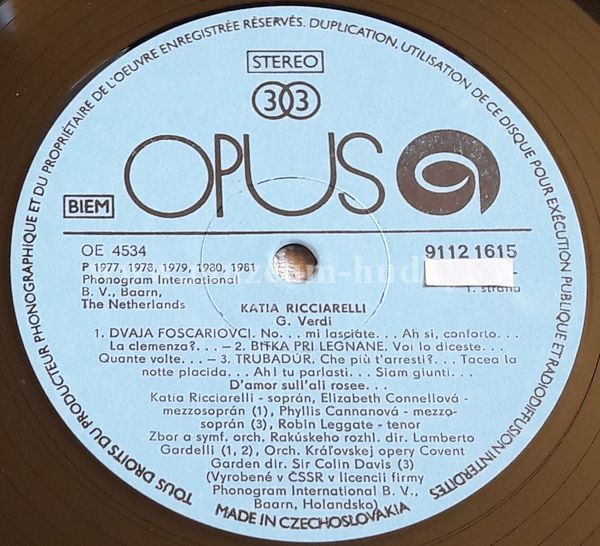 TOUS DROITS DU PRODUCTEUR PHONOGRAPHIQUE ET DU PROPRIÉTAIRE DE L'OEUVRE ENREGISTRÉE RÉSERVÉS. DUPLICATION, UTILISATION DE CE DISQUE POUR EXÉCUTION PUBLIQUE ET RADIODIFFUSION INTERDITES
STEREO
33
OPUS
BIEM
OE 4534
9112 1615
P 1977, 1978, 1979, 1980, 1981
Phonogram International
B. V., Baarn,
The Netherlands
1. strana
KATIA RICCIARELLI
G. Verdi
1. DVAJA FOSCARIOVCI. No... mi lasciate... Ah si, conforto...
La clemenza?... – 2. BITKA PRI LEGNANE. Voi lo diceste...
Quante volte... – 3. TRUBADÚR. Che più t'arresti?... Tacea la
notte placida... Ah! tu parlasti... Siam giunti...
D'amor sull'ali rosee...
Katia Ricciarelli - soprán, Elizabeth Connellová -
mezzosoprán (1), Phyllis Cannanová - mezzo-
soprán (3), Robin Leggate - tenor
Zbor a symf. orch. Rakúskeho rozhl. dir. Lamberto
Gardelli (1, 2), Orch. Kráľovskej opery Covent
Garden dir. Sir Colin Davis (3)
(Vyrobené v ČSSR v licencii firmy
Phonogram International B. V.,
Baarn, Holandsko)
MADE IN CZECHOSLOVAKIA